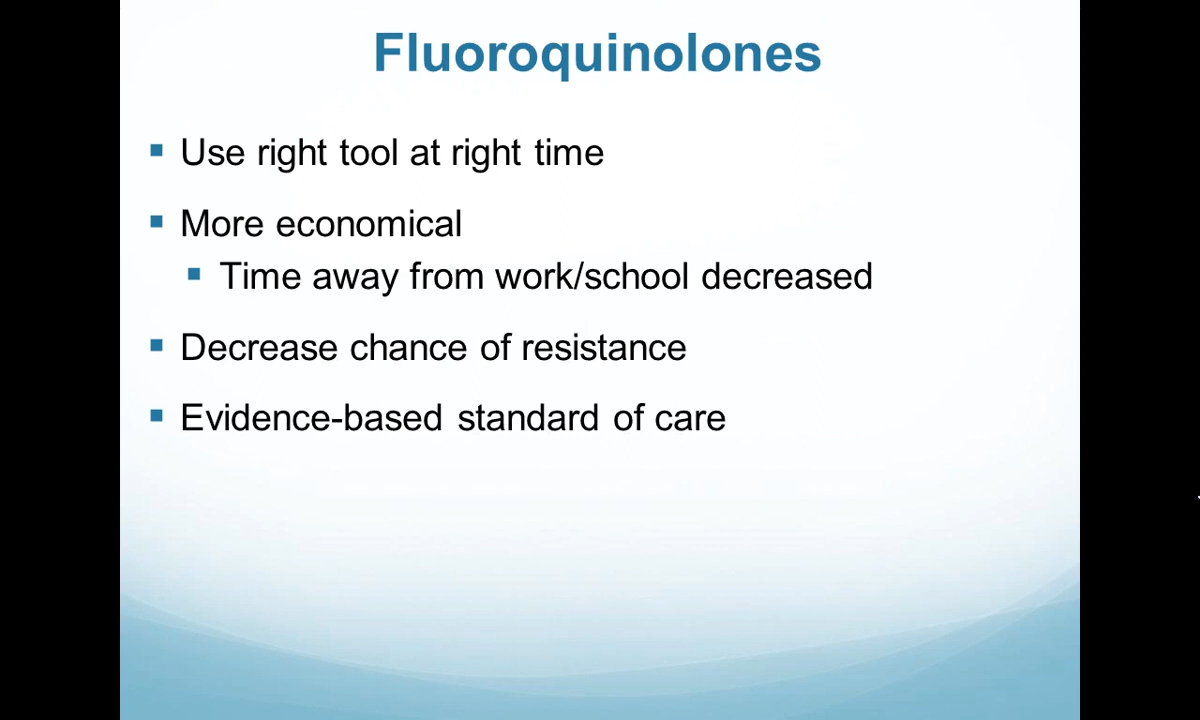 Fluoroquinolones
▪ Use right tool at right time
▪ More economical
▪ Time away from work/school decreased
▪ Decrease chance of resistance
▪ Evidence-based standard of care